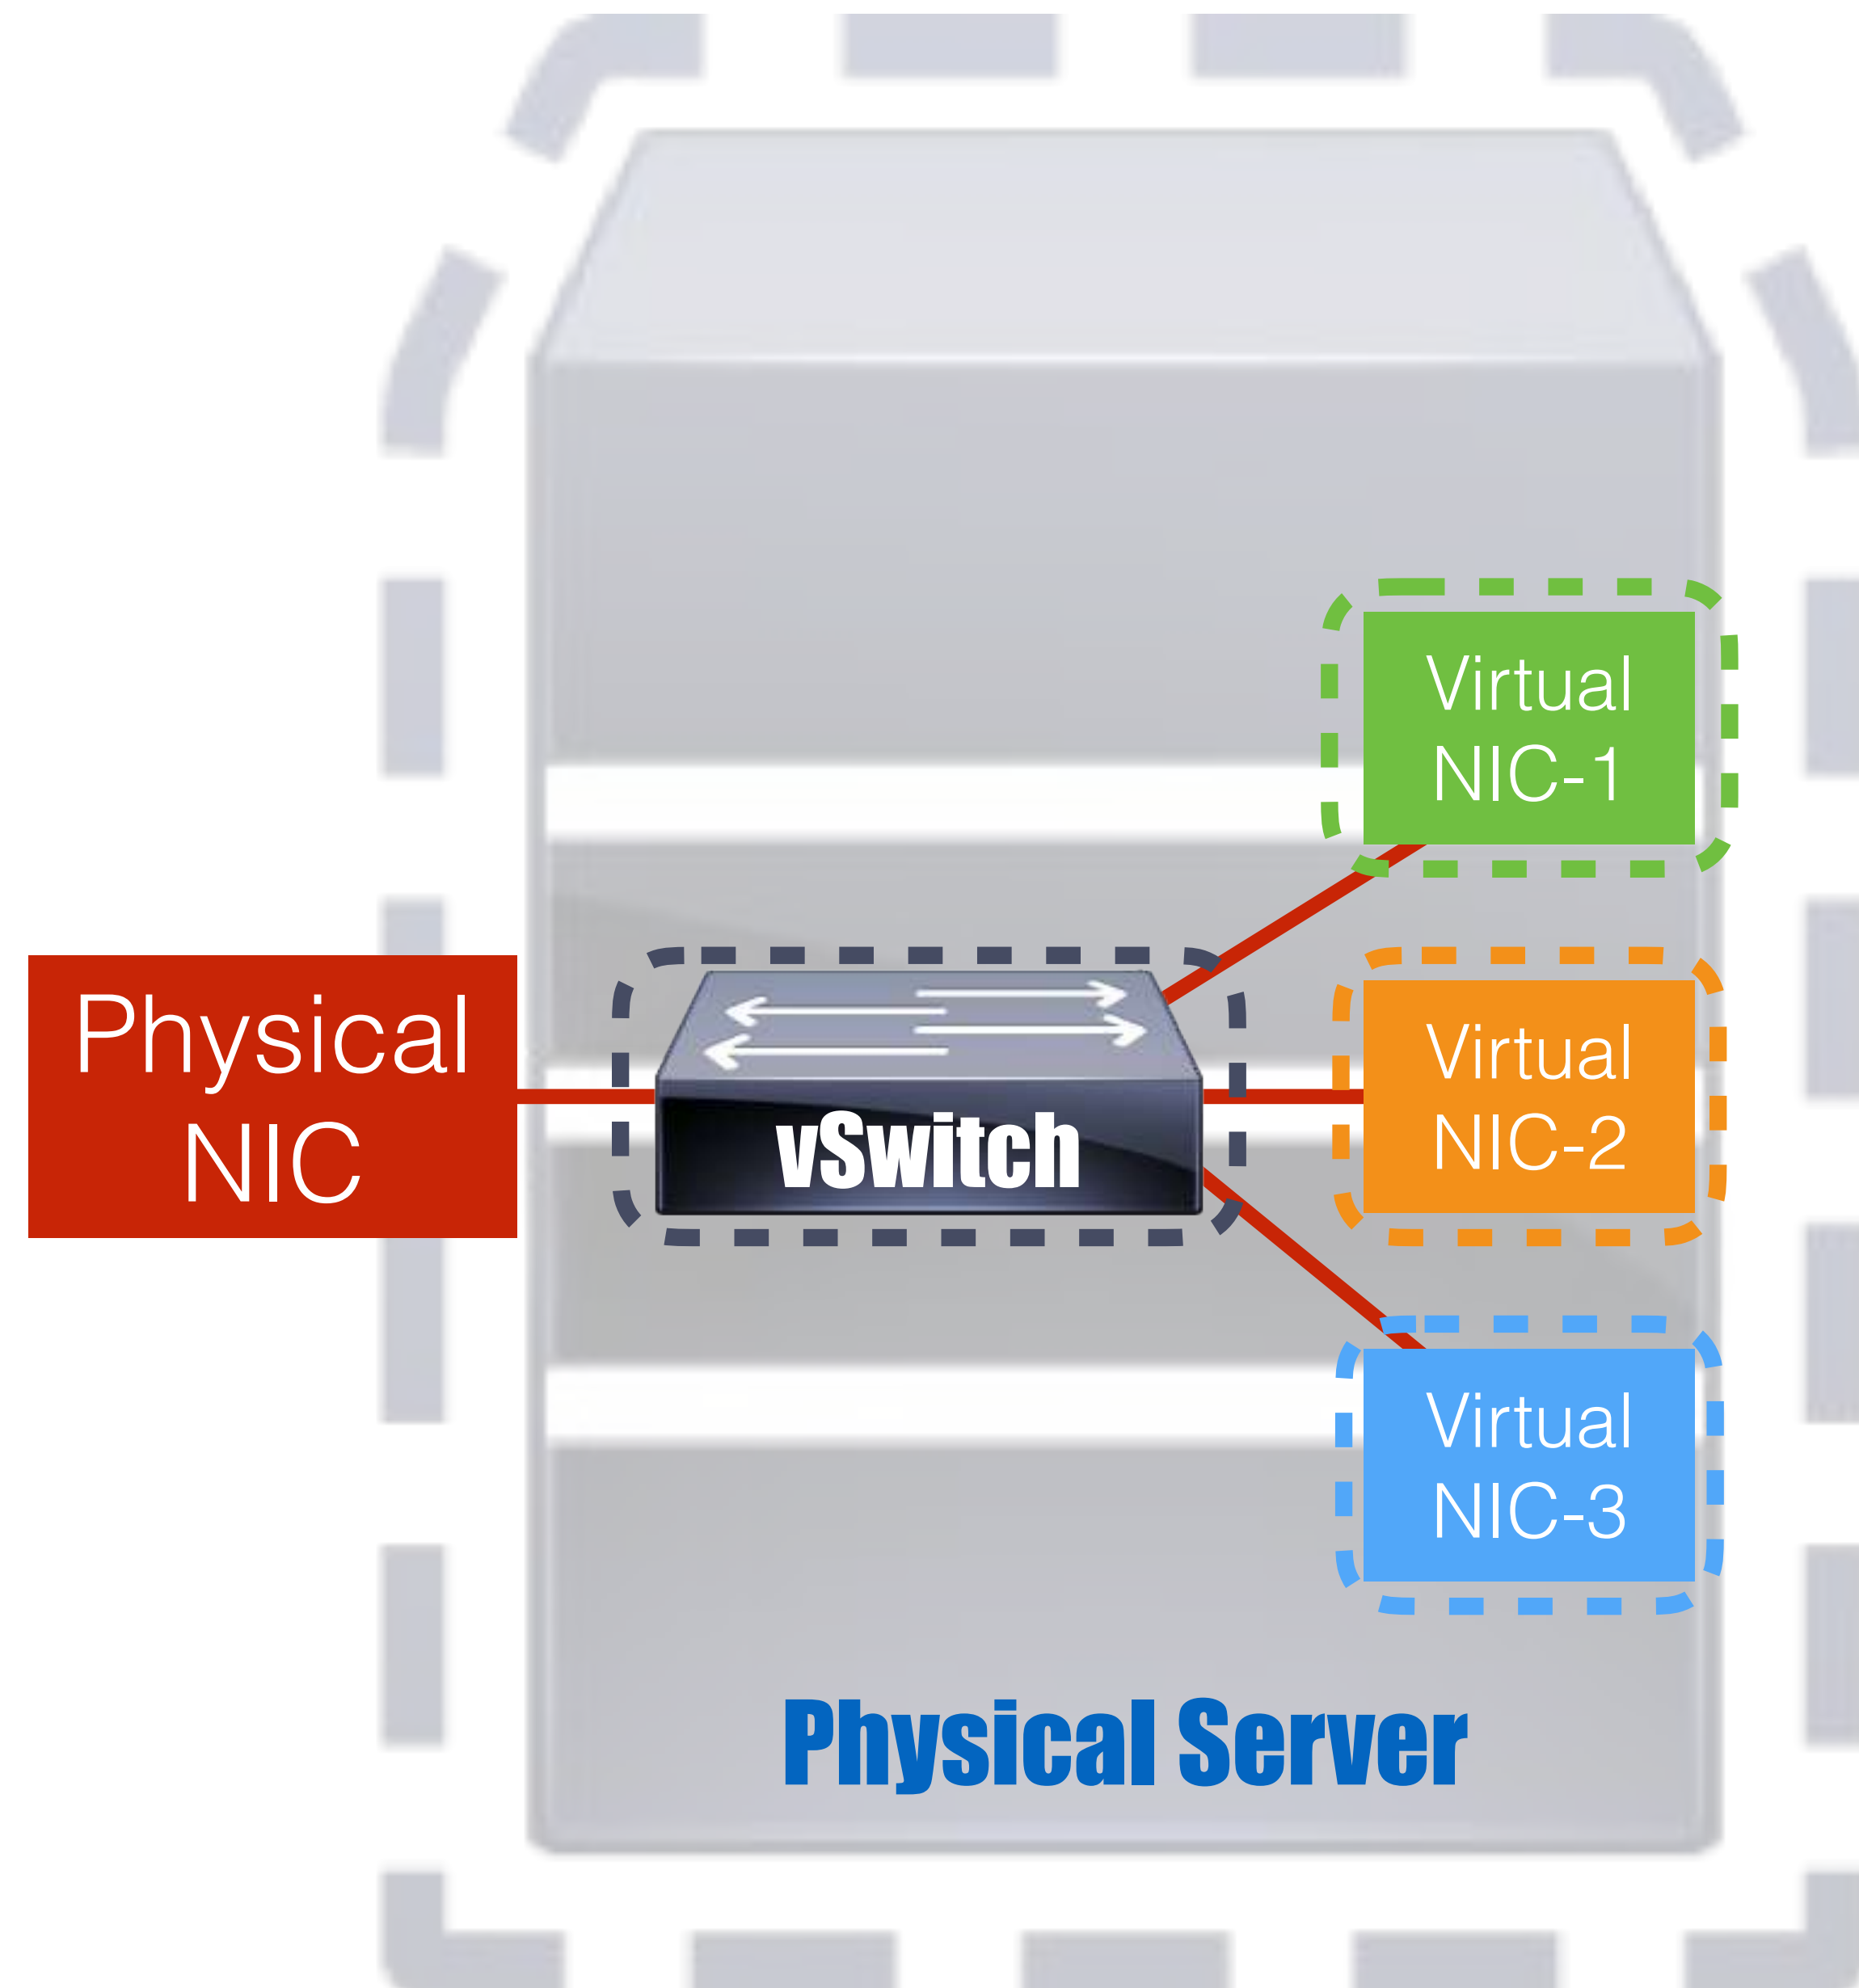 Virtual
NIC-1
Physical
NIC
vSwitch
Virtual
NIC-2
Virtual
NIC-3
Physical Server